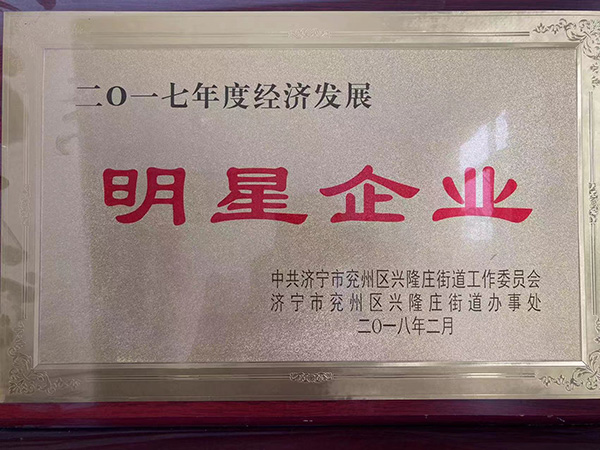 二〇一七年度经济发展
明星企业
中共济宁市兖州区兴隆庄街道工作委员会
济宁市兖州区兴隆庄街道办事处
二〇一八年二月